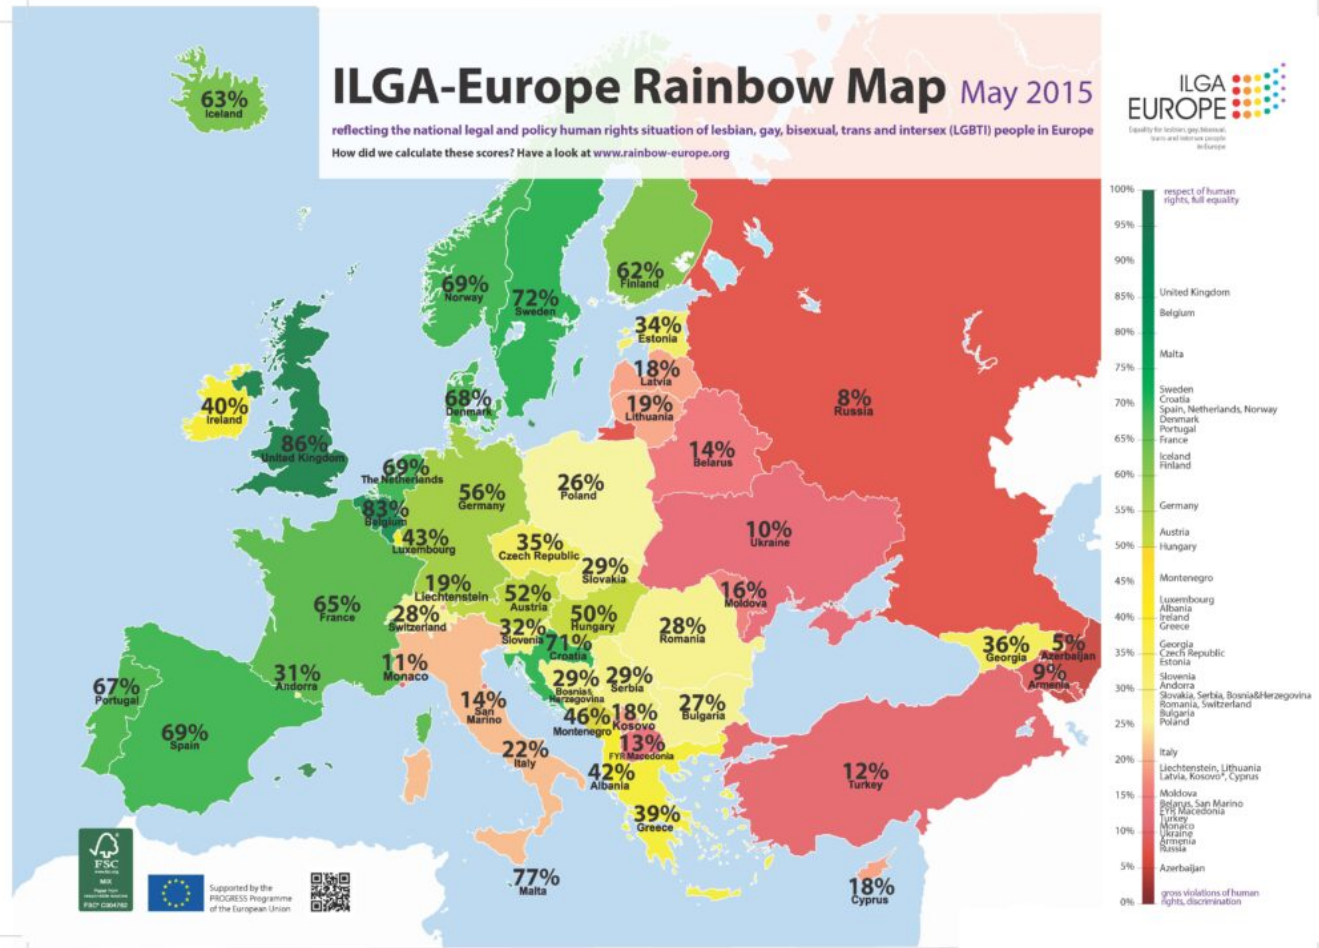 ILGA-Europe Rainbow Map May 2015
reflecting the national legal and policy human rights situation of lesbian, gay, bisexual, trans and intersex (LGBTI) people in Europe
How did we calculate these scores? Have a look at www.rainbow-europe.org
ILGA
EUROPE
Equality for lesbian, gay, bisexual,
trans and intersex people
in Europe
63%
Iceland
69%
Norway
72%
Sweden
62%
Finland
34%
Estonia
18%
Latvia
19%
Lithuania
68%
Denmark
40%
Ireland
86%
United Kingdom
8%
Russia
14%
Belarus
69%
The Netherlands
56%
Germany
26%
Poland
83%
Belgium
43%
Luxembourg
35%
Czech Republic
10%
Ukraine
29%
Slovakia
19%
Liechtenstein
52%
Austria
16%
Moldova
65%
France
28%
Switzerland
50%
Hungary
32%
Slovenia
28%
Romania
71%
Croatia
36%
Georgia
5%
Azerbaijan
9%
Armenia
11%
Monaco
31%
Andorra
67%
Portugal
69%
Spain
14%
San
Marino
29%
Bosnia&
Herzegovina
29%
Serbia
46%
Montenegro
18%
Kosovo
27%
Bulgaria
13%
FYR Macedonia
22%
Italy
42%
Albania
12%
Turkey
39%
Greece
77%
Malta
18%
Cyprus
100%
respect of human
rights, full equality
95%
90%
85%
United Kingdom
Belgium
80%
Malta
75%
Sweden
Croatia
70%
Spain, Netherlands, Norway
Denmark
Portugal
65%
France
Iceland
Finland
60%
Germany
55%
Austria
50%
Hungary
45%
Montenegro
Luxembourg
Albania
40%
Ireland
Greece
Georgia
35%
Czech Republic
Estonia
Slovenia
30%
Andorra
Slovakia, Serbia, Bosnia&Herzegovina
Romania, Switzerland
Bulgaria
25%
Poland
Italy
20%
Liechtenstein, Lithuania
Latvia, Kosovo*, Cyprus
15%
Moldova
Belarus, San Marino
FYR Macedonia
Turkey
Monaco
10%
Ukraine
Armenia
Russia
5%
Azerbaijan
0%
gross violations of human
rights, discrimination
FSC
MIX
Supported by the
PROGRESS Programme
of the European Union